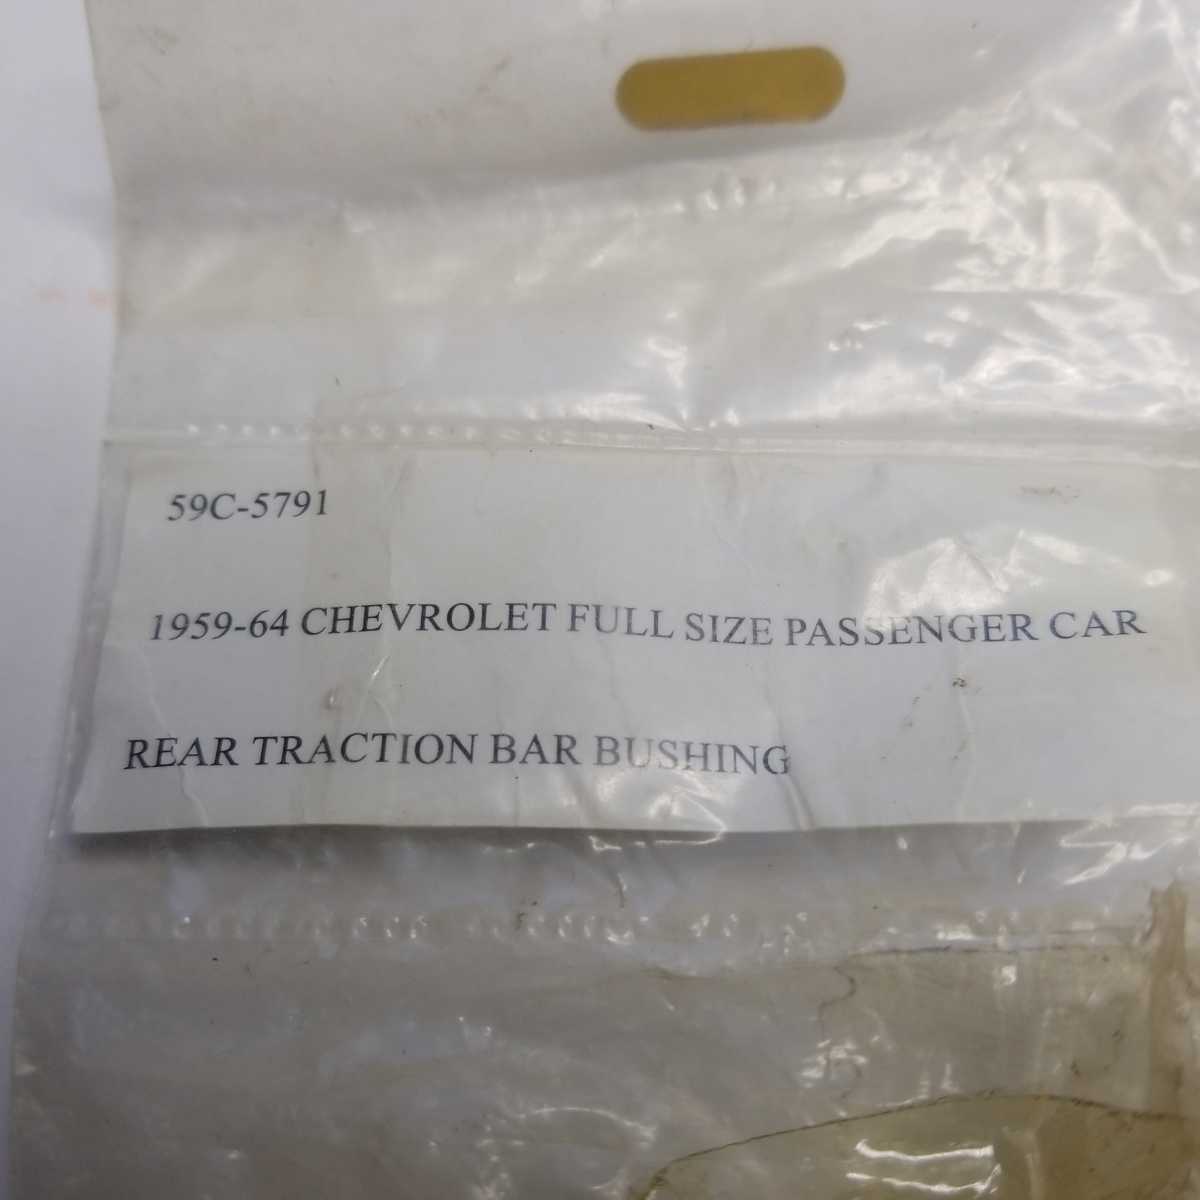 59C-5791
1959-64 CHEVROLET FULL SIZE PASSENGER CAR
REAR TRACTION BAR BUSHING